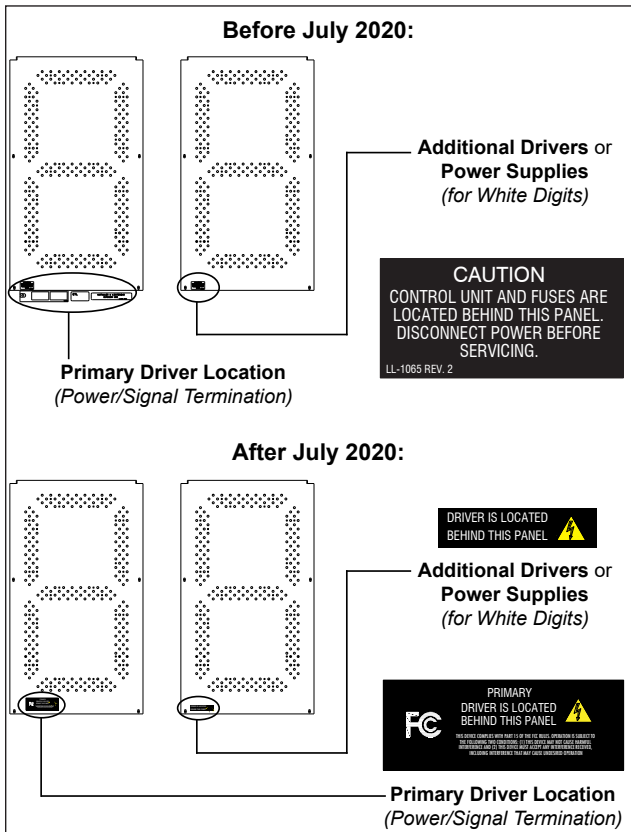 Before July 2020:
Additional Drivers or
Power Supplies
(for White Digits)
CAUTION
CONTROL UNIT AND FUSES ARE
LOCATED BEHIND THIS PANEL.
DISCONNECT POWER BEFORE
SERVICING.
LL-1065 REV. 2
Primary Driver Location
(Power/Signal Termination)
After July 2020:
DRIVER IS LOCATED
BEHIND THIS PANEL
Additional Drivers or
Power Supplies
(for White Digits)
PRIMARY
DRIVER IS LOCATED
BEHIND THIS PANEL
FC
THIS DEVICE COMPLIES WITH PART 15 OF THE FCC RULES. OPERATION IS SUBJECT TO
THE FOLLOWING TWO CONDITIONS: (1) THIS DEVICE MAY NOT CAUSE HARMFUL
INTERFERENCE AND (2) THIS DEVICE MUST ACCEPT ANY INTERFERENCE RECEIVED,
INCLUDING INTERFERENCE THAT MAY CAUSE UNDESIRED OPERATION
Primary Driver Location
(Power/Signal Termination)